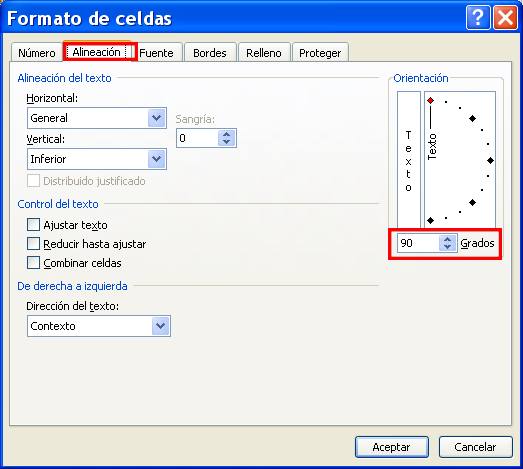 Formato de celdas
Número Alineación Fuente Bordes Relleno Proteger
Alineación del texto
Horizontal:
General
Sangría:
Vertical:
0
Inferior
Distribuido justificado
Control del texto
Ajustar texto
Reducir hasta ajustar
Combinar celdas
De derecha a izquierda
Dirección del texto:
Contexto
Orientación
Texto
Texto
90 Grados
Aceptar Cancelar